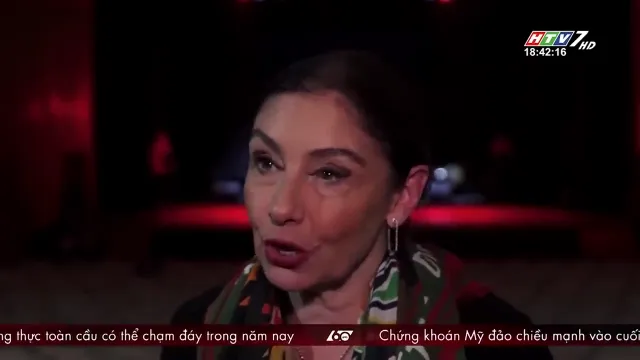 HTV7 HD
18:42:16
ng thực toàn cầu có thể chạm đáy trong năm nay 60 Chứng khoán Mỹ đảo chiều mạnh vào cuối